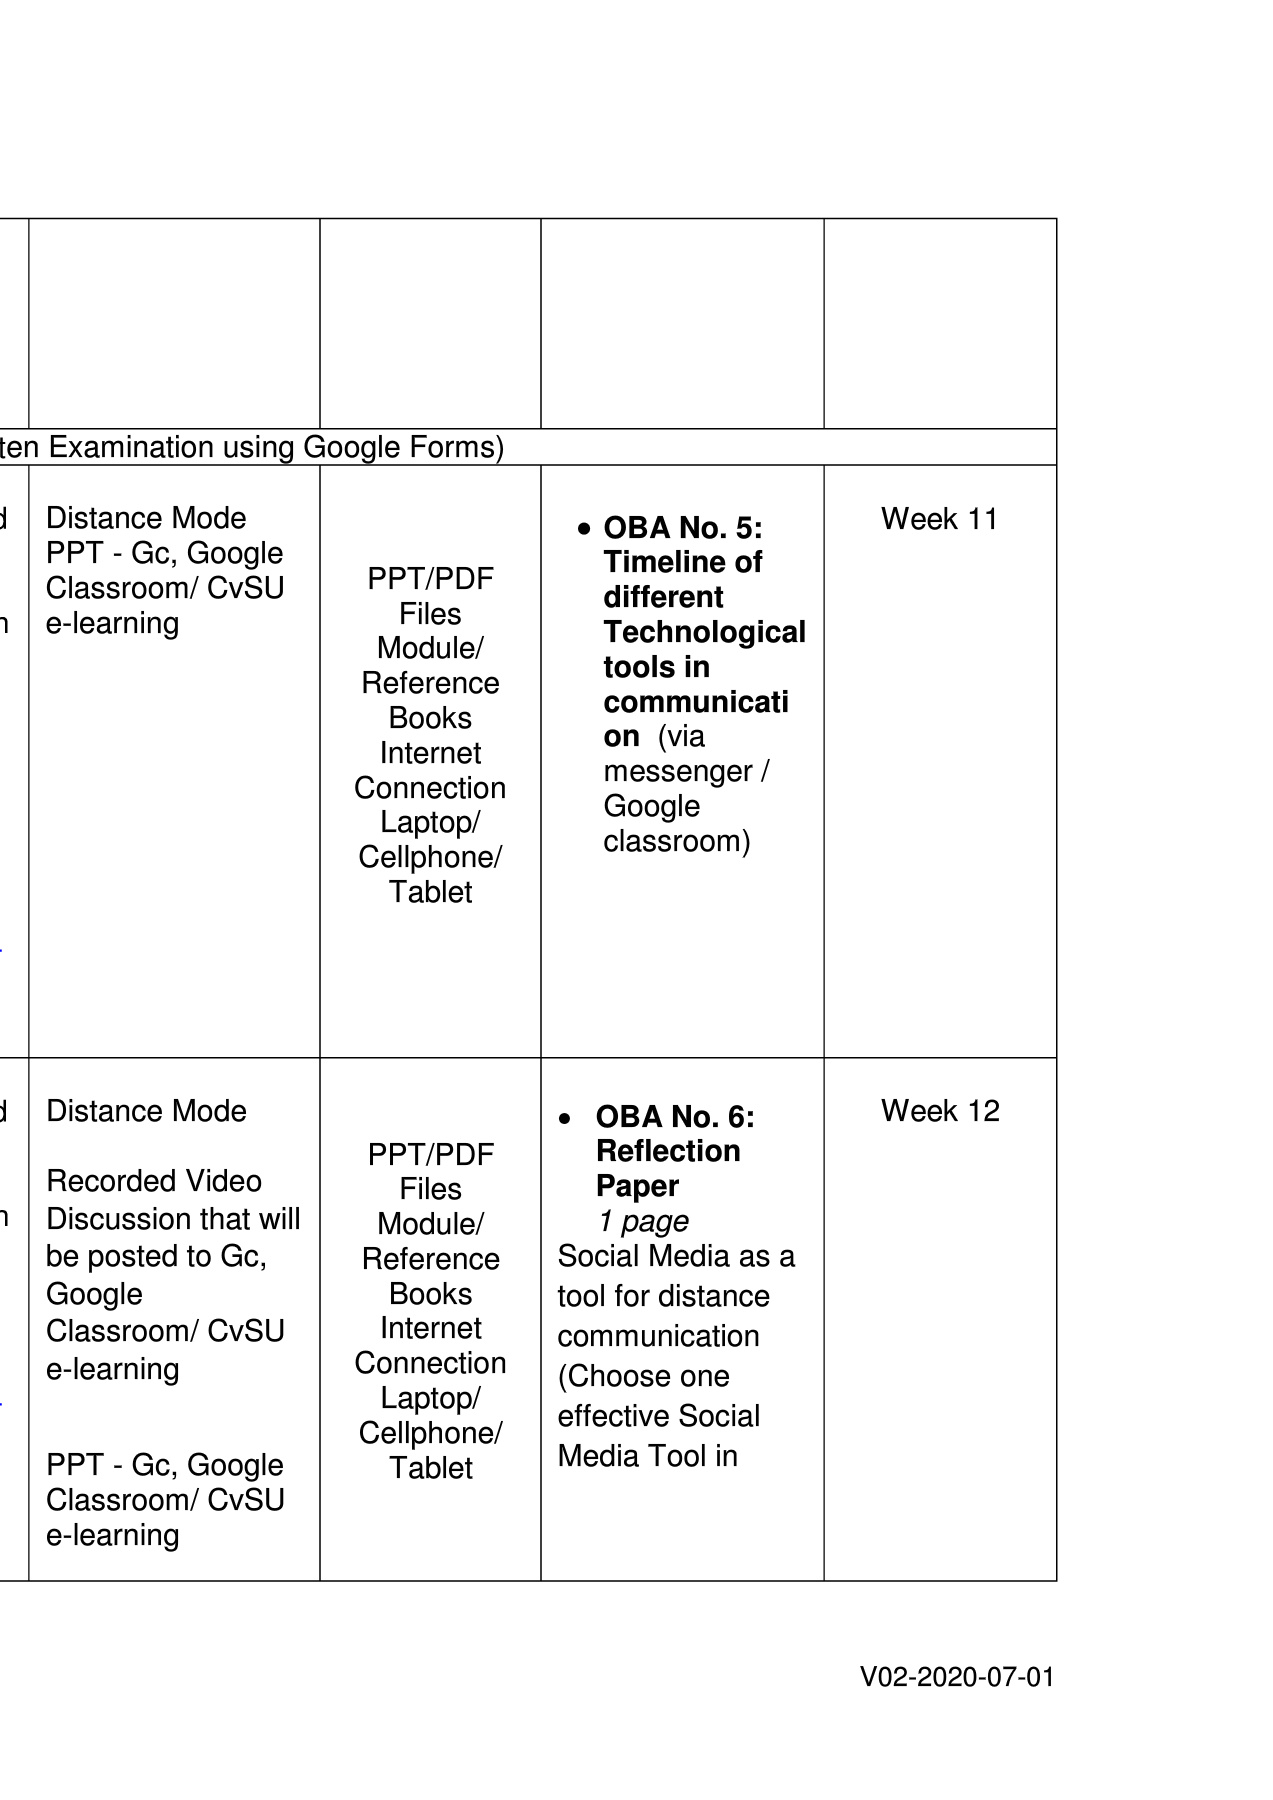 ten Examination using Google Forms)
d
n
Distance Mode
PPT - Gc, Google
Classroom/ CvSU
e-learning
PPT/PDF
Files
Module/
Reference
Books
Internet
Connection
Laptop/
Cellphone/
Tablet
• OBA No. 5:
Timeline of
different
Technological
tools in
communicati
on (via
messenger /
Google
classroom)
Week 11
d
n
Distance Mode
Recorded Video
Discussion that will
be posted to Gc,
Google
Classroom/ CvSU
e-learning
PPT - Gc, Google
Classroom/ CvSU
e-learning
PPT/PDF
Files
Module/
Reference
Books
Internet
Connection
Laptop/
Cellphone/
Tablet
• OBA No. 6:
Reflection
Paper
1 page
Social Media as a
tool for distance
communication
(Choose one
effective Social
Media Tool in
Week 12
V02-2020-07-01